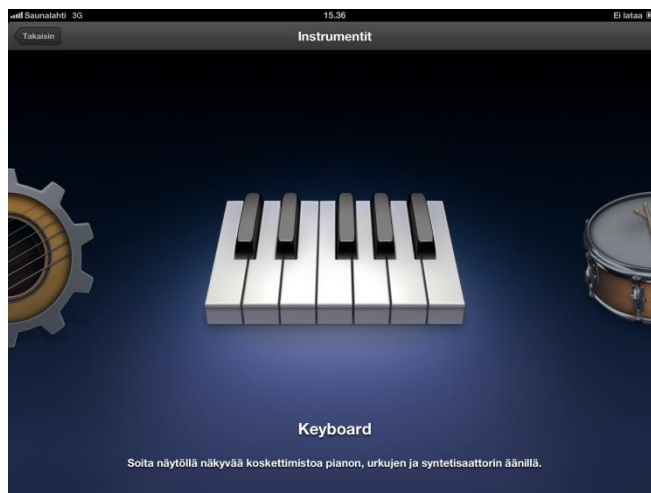 Saunalahti 3G 15.36 Ei lataa
Takaisin Instrumentit
Keyboard
Soita näytöllä näkyvää koskettimistoa pianon, urkujen ja syntetisaattorin äänillä.